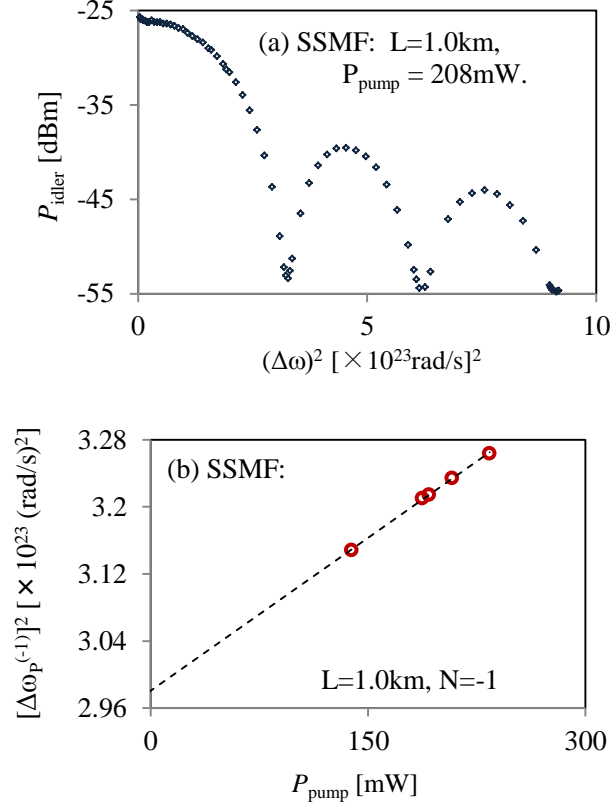 (a) SSMF: L=1.0km,
P_pump = 208mW.
P_idler [dBm]
-15
-25
-35
-45
-55
0
5
10
(Δω)² [×10²³rad/s]²
(b) SSMF:
[Δω_P^(-1)]² [×10²³ (rad/s)²]
3.28
3.2
3.12
3.04
2.96
L=1.0km, N=-1
0
150
300
P_pump [mW]